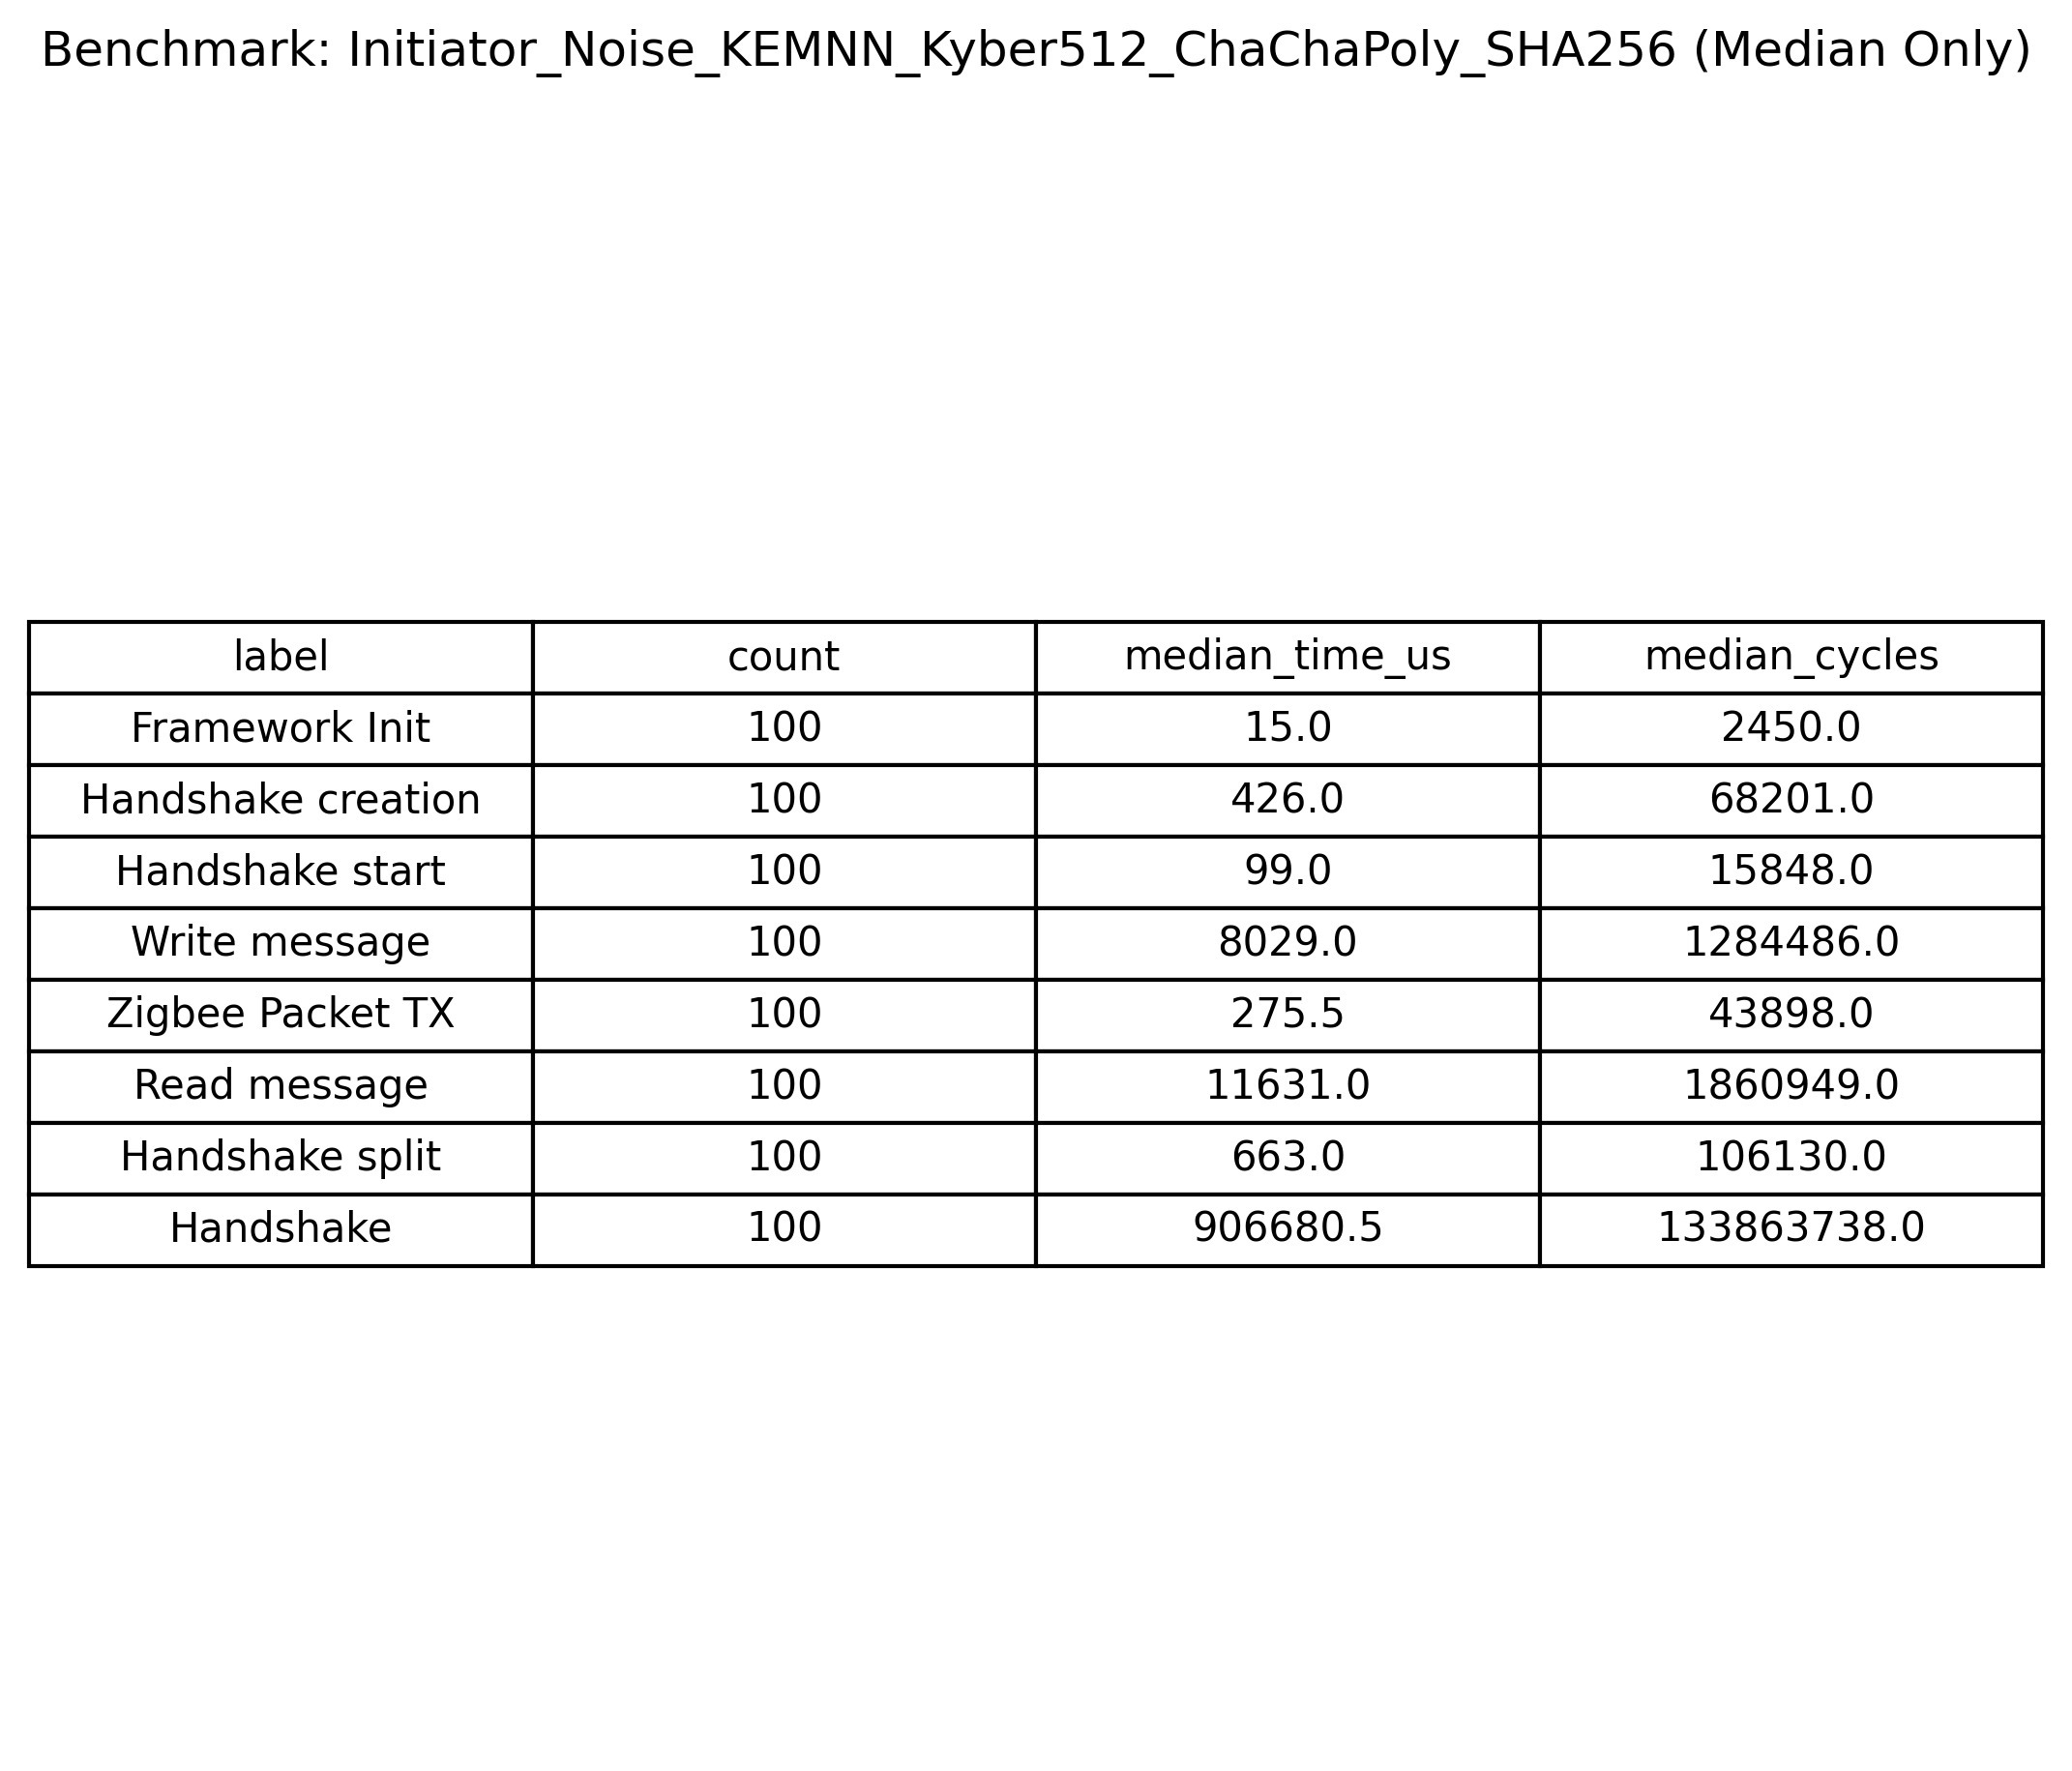 Benchmark: Initiator_Noise_KEMNN_Kyber512_ChaChaPoly_SHA256 (Median Only)
label count median_time_us median_cycles
Framework Init 100 15.0 2450.0
Handshake creation 100 426.0 68201.0
Handshake start 100 99.0 15848.0
Write message 100 8029.0 1284486.0
Zigbee Packet TX 100 275.5 43898.0
Read message 100 11631.0 1860949.0
Handshake split 100 663.0 106130.0
Handshake 100 906680.5 133863738.0